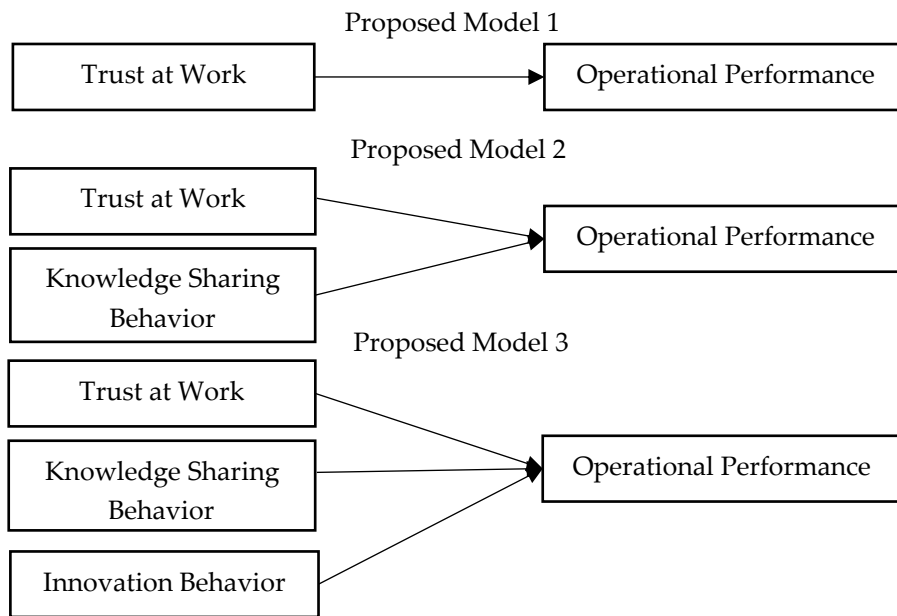 Proposed Model 1
Trust at Work
Operational Performance
Proposed Model 2
Trust at Work
Operational Performance
Knowledge Sharing
Behavior
Proposed Model 3
Trust at Work
Knowledge Sharing
Behavior
Operational Performance
Innovation Behavior